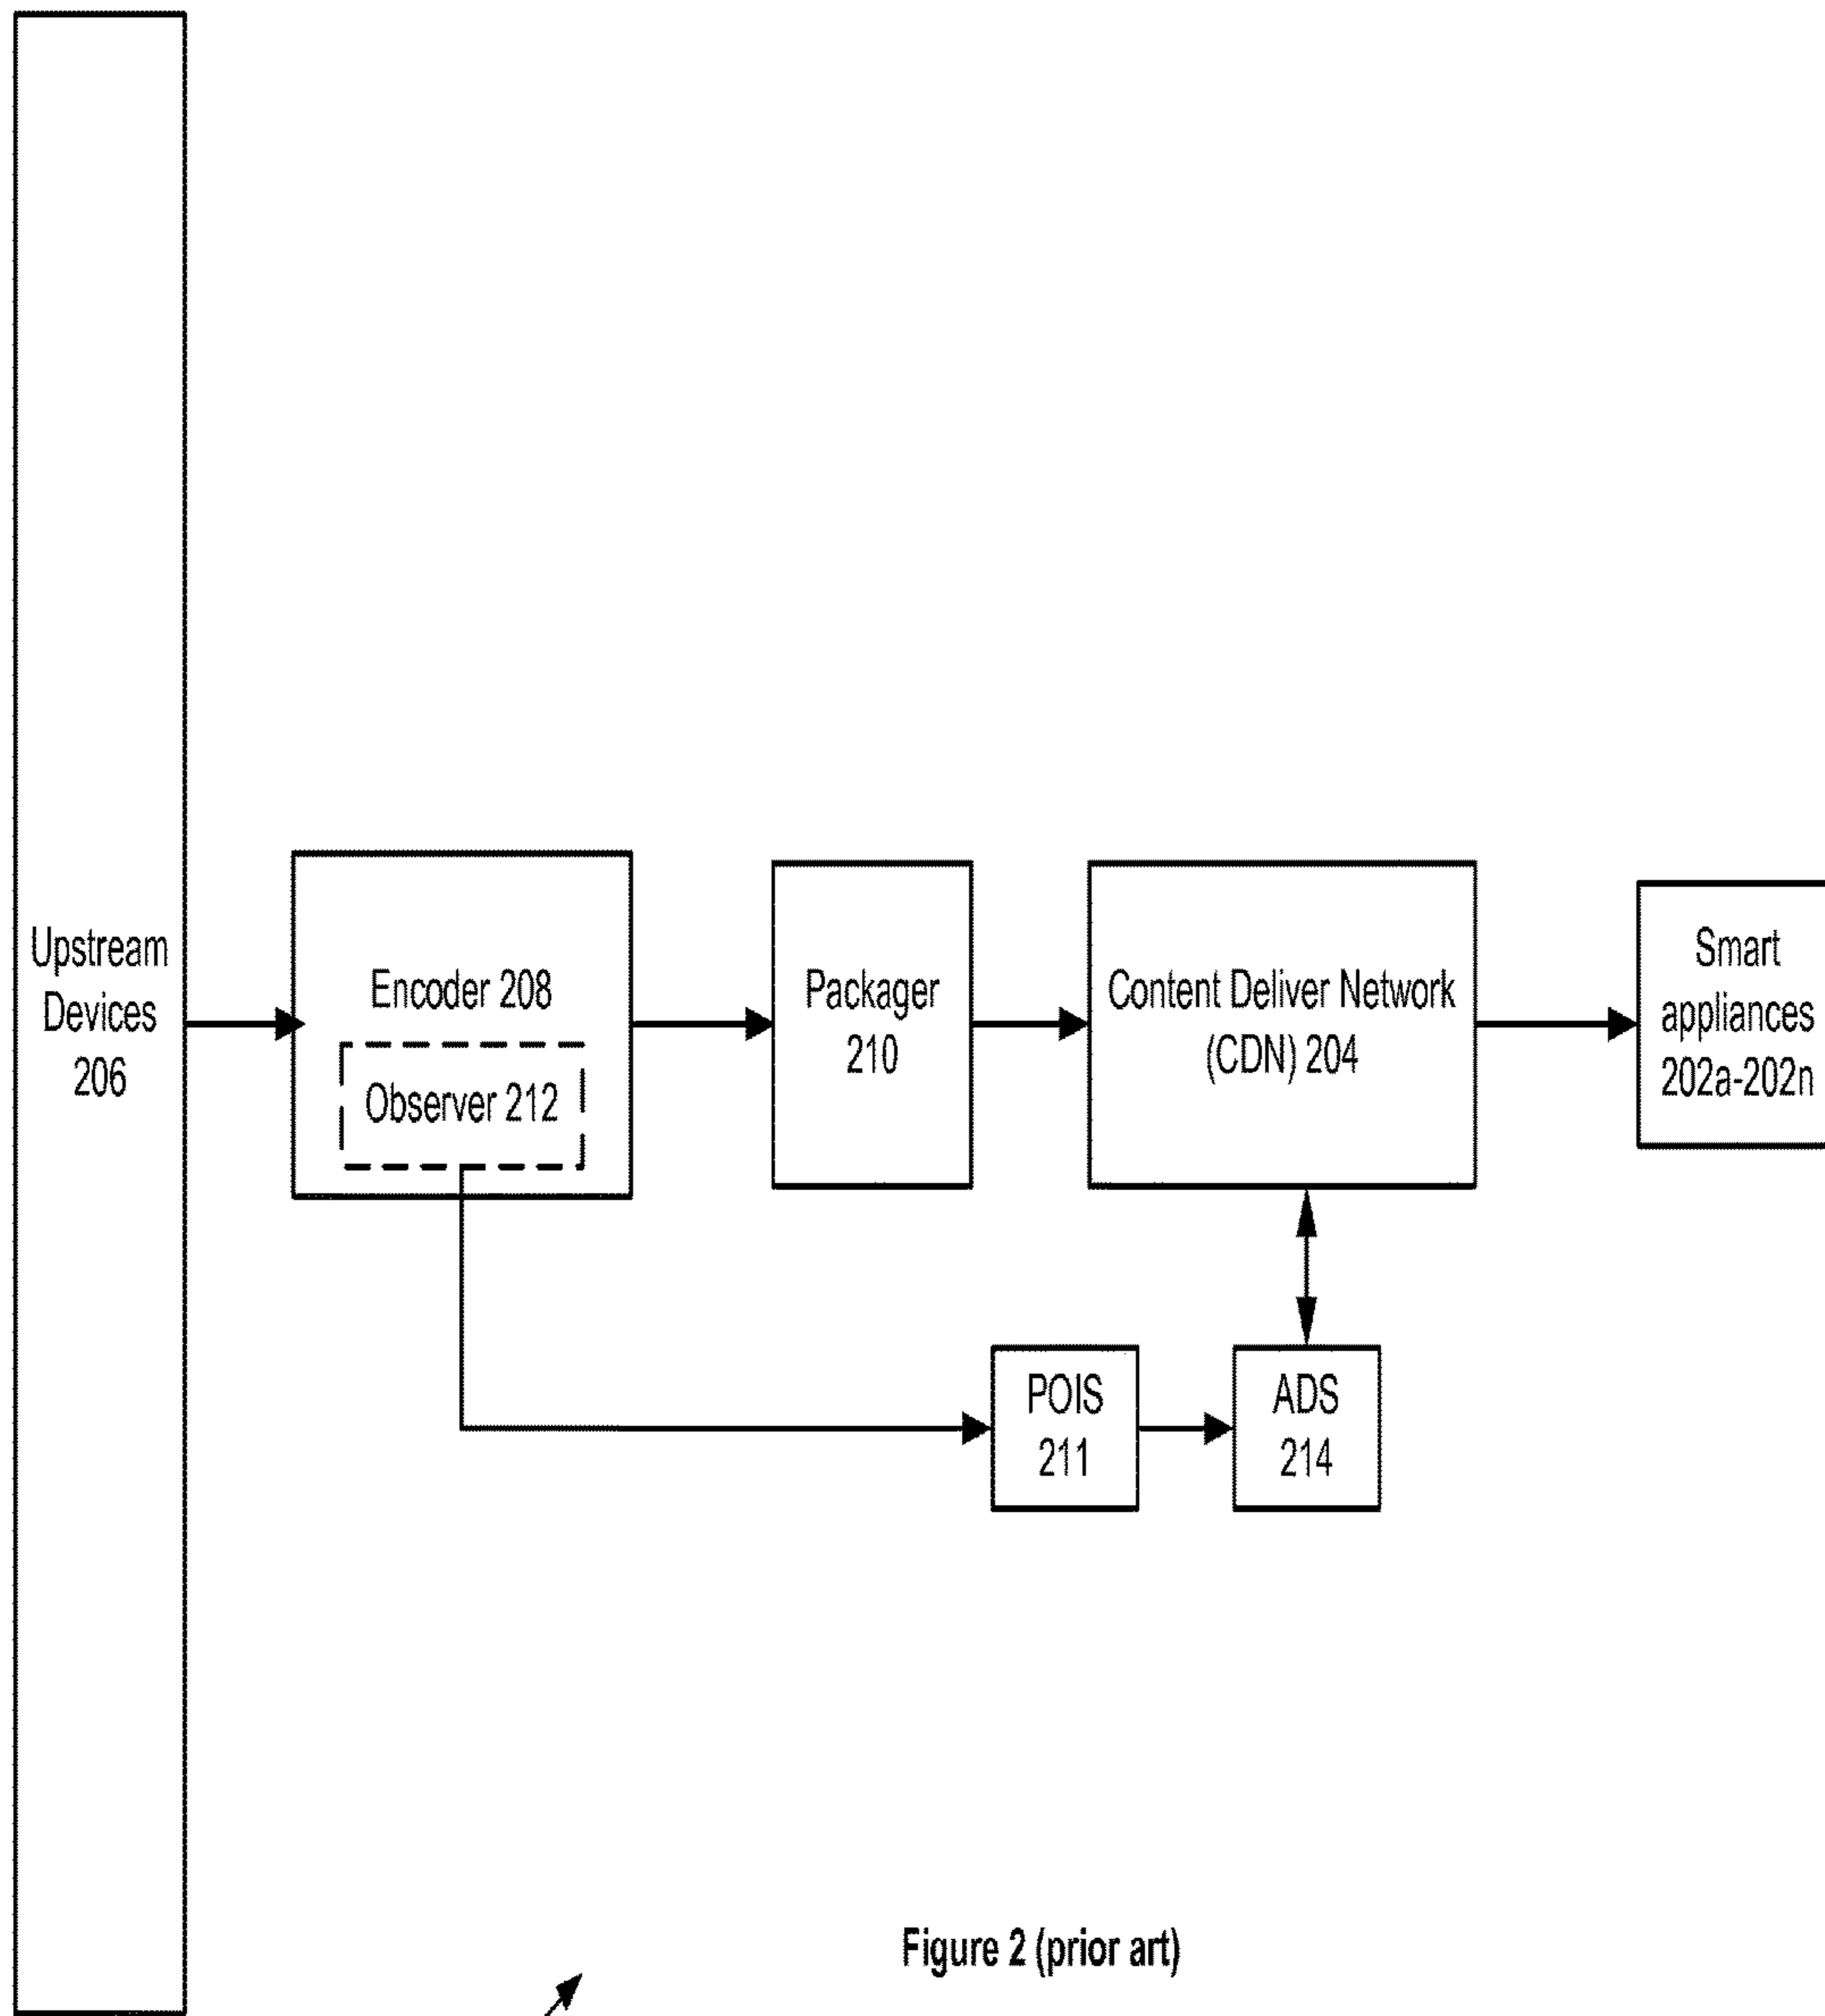 Upstream
Devices
206
Encoder 208
Observer 212
Packager
210
Content Deliver Network
(CDN) 204
Smart
appliances
202a-202n
POIS
211
ADS
214
Figure 2 (prior art)